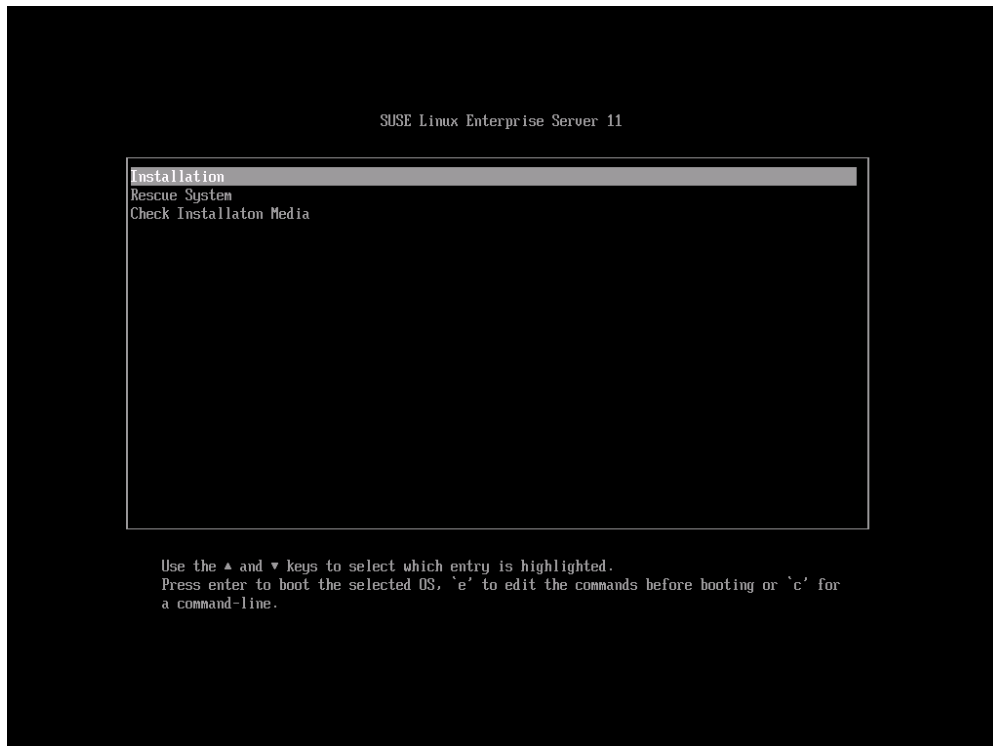 SUSE Linux Enterprise Server 11
Installation
Rescue System
Check Installaton Media
Use the ▲ and ▼ keys to select which entry is highlighted.
Press enter to boot the selected OS, `e' to edit the commands before booting or `c' for
a command-line.